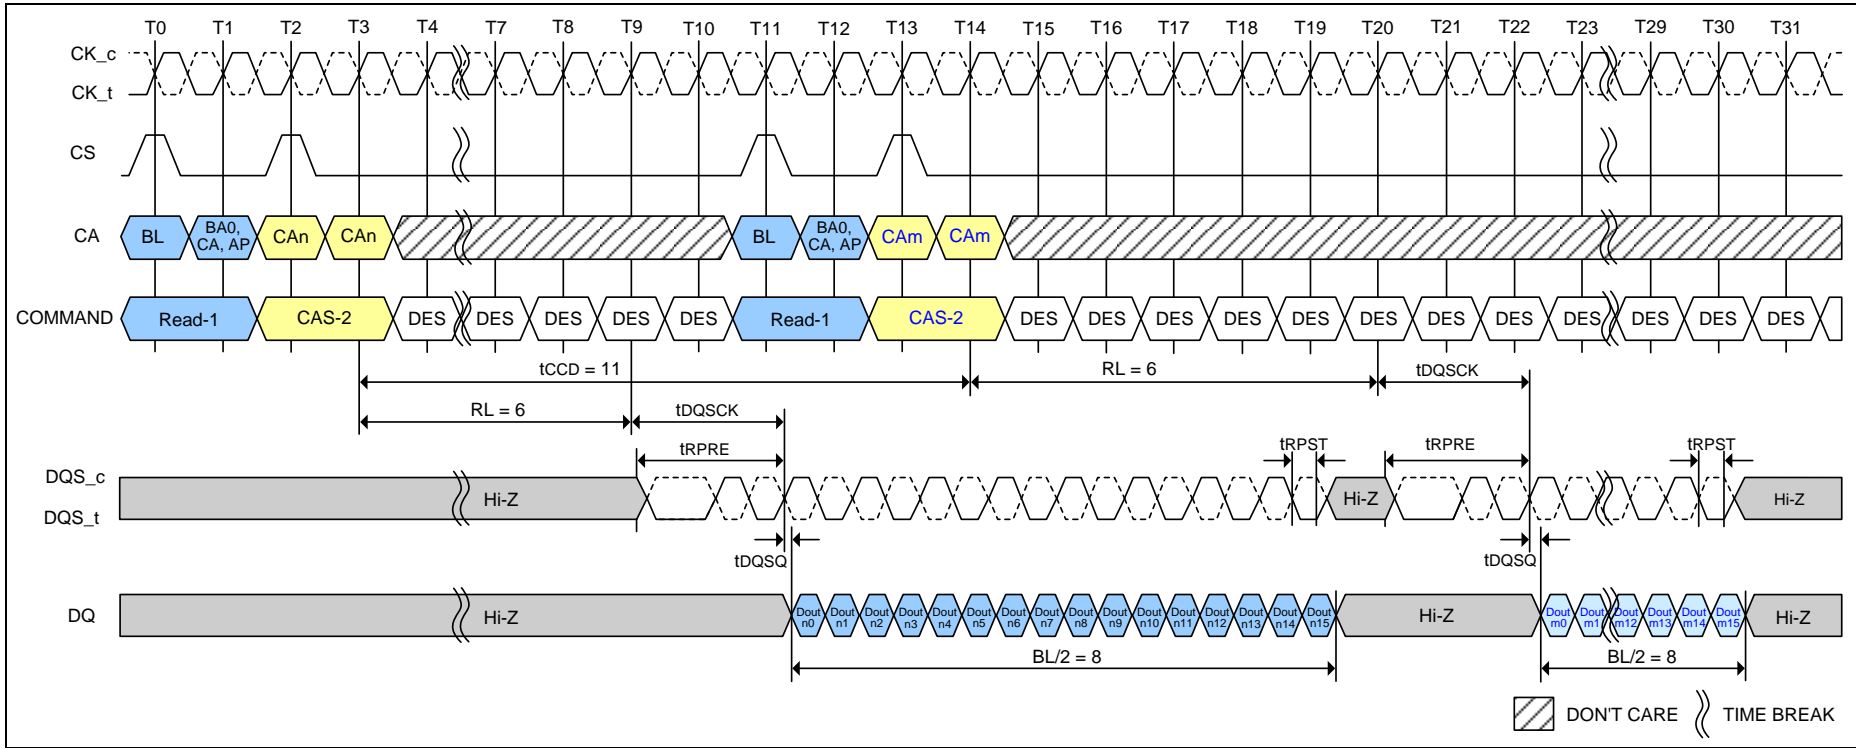 T0 T1 T2 T3 T4 T7 T8 T9 T10 T11 T12 T13 T14 T15 T16 T17 T18 T19 T20 T21 T22 T23 T29 T30 T31
CK_c
CK_t
CS
CA BL BA0, CA, AP CAn CAn BL BA0, CA, AP CAm CAm
COMMAND Read-1 CAS-2 DES DES DES DES DES Read-1 CAS-2 DES DES DES DES DES DES DES DES DES DES DES DES
tCCD = 11 RL = 6 tDQSCK
RL = 6 tDQSCK
tRPRE tRPST tRPRE tRPST
DQS_c
Hi-Z Hi-Z Hi-Z
DQS_t
tDQSQ tDQSQ
DQ Hi-Z Dout n0 Dout n1 Dout n2 Dout n3 Dout n4 Dout n5 Dout n6 Dout n7 Dout n8 Dout n9 Dout n10 Dout n11 Dout n12 Dout n13 Dout n14 Dout n15 Hi-Z Dout m0 Dout m1 Dout m12 Dout m13 Dout m14 Dout m15 Hi-Z
BL/2 = 8 BL/2 = 8
DON'T CARE TIME BREAK